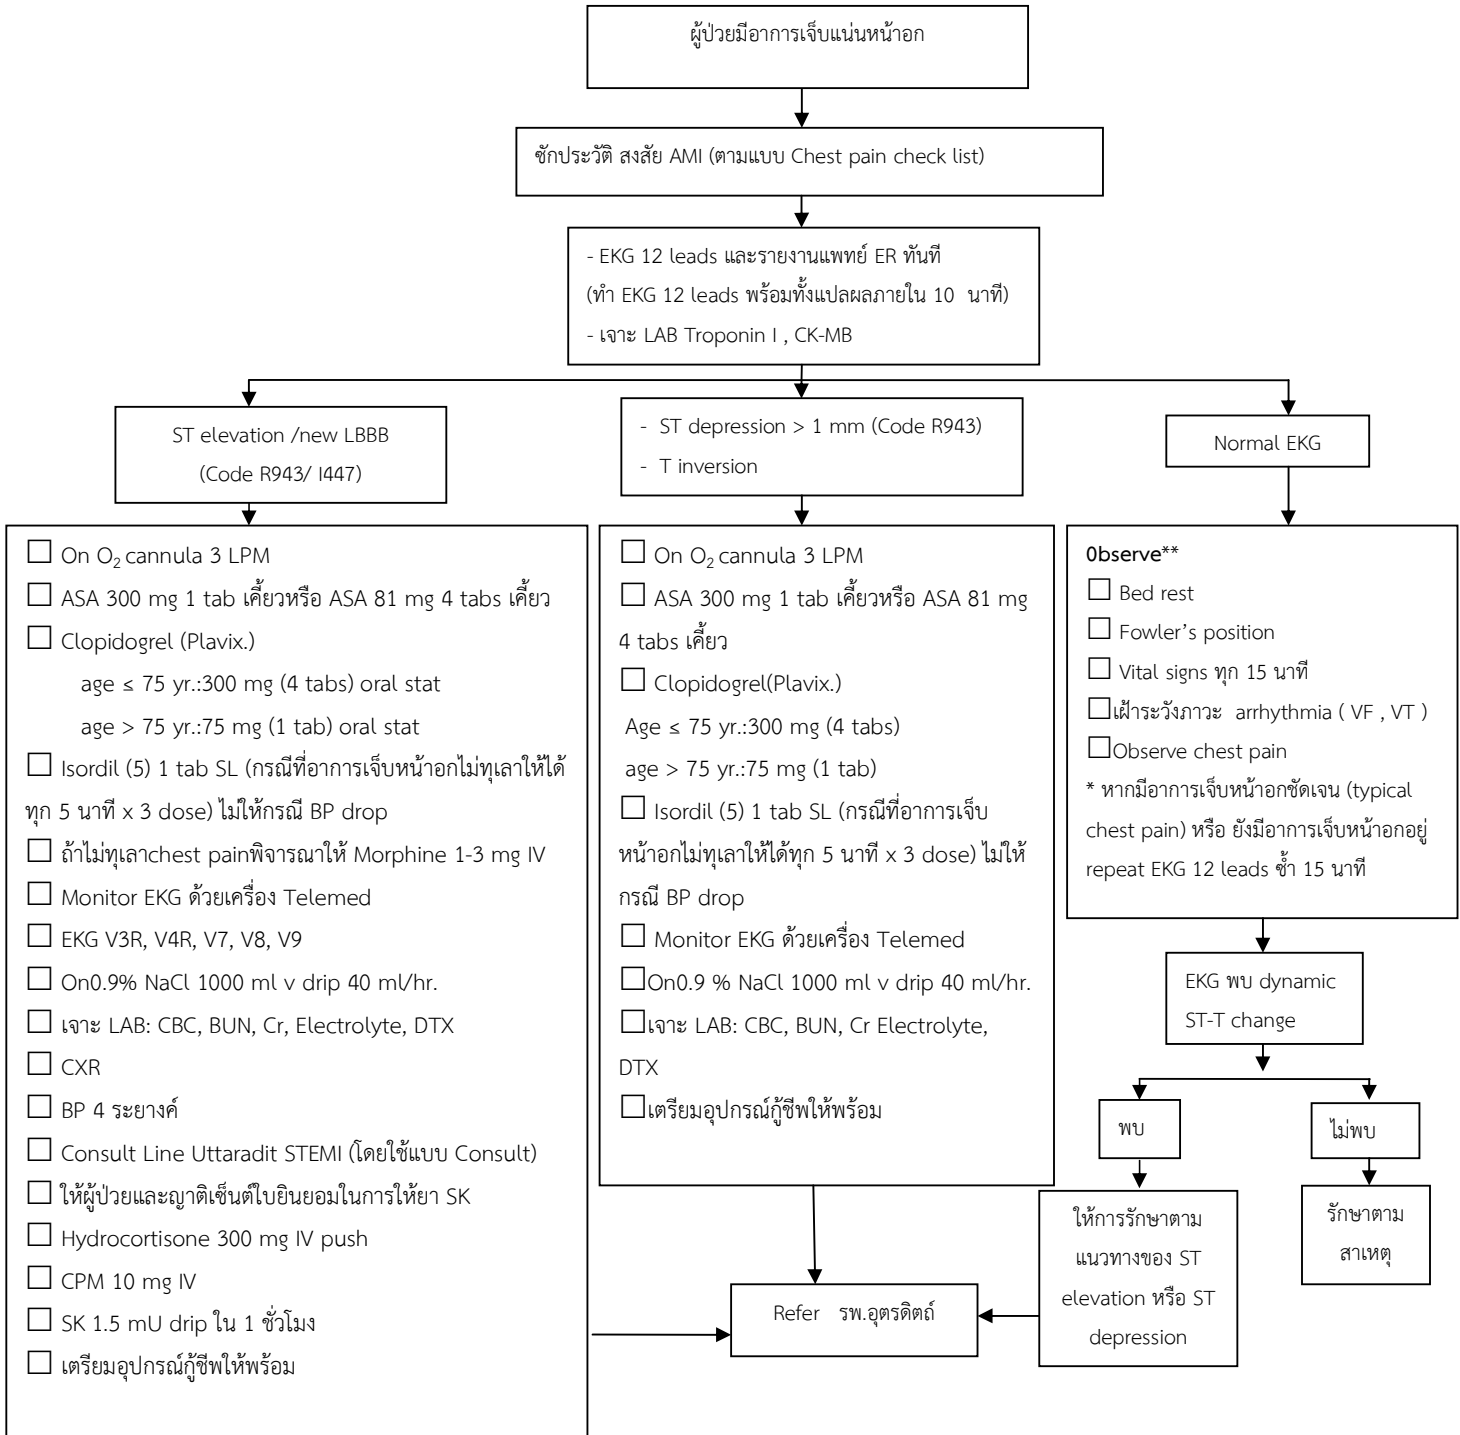 ผู้ป่วยมีอาการเจ็บแน่นหน้าอก
ซักประวัติ สงสัย AMI (ตามแบบ Chest pain check list)
- EKG 12 leads และรายงานแพทย์ ER ทันที
(ทำ EKG 12 leads พร้อมทั้งแปลผลภายใน 10 นาที)
- เจาะ LAB Troponin I , CK-MB
ST elevation /new LBBB
(Code R943/ I447)
- ST depression > 1 mm (Code R943)
- T inversion
Normal EKG
☐ On O₂ cannula 3 LPM
☐ ASA 300 mg 1 tab เคี้ยวหรือ ASA 81 mg 4 tabs เคี้ยว
☐ Clopidogrel (Plavix.)
age ≤ 75 yr.:300 mg (4 tabs) oral stat
age > 75 yr.:75 mg (1 tab) oral stat
☐ Isordil (5) 1 tab SL (กรณีที่อาการเจ็บหน้าอกไม่ทุเลาให้ได้
ทุก 5 นาที x 3 dose) ไม่ให้กรณี BP drop
☐ ถ้าไม่ทุเลาchest painพิจารณาให้ Morphine 1-3 mg IV
☐ Monitor EKG ด้วยเครื่อง Telemed
☐ EKG V3R, V4R, V7, V8, V9
☐ On0.9% NaCl 1000 ml v drip 40 ml/hr.
☐ เจาะ LAB: CBC, BUN, Cr, Electrolyte, DTX
☐ CXR
☐ BP 4 ระยางค์
☐ Consult Line Uttaradit STEMI (โดยใช้แบบ Consult)
☐ ให้ผู้ป่วยและญาติเซ็นต์ใบยินยอมในการให้ยา SK
☐ Hydrocortisone 300 mg IV push
☐ CPM 10 mg IV
☐ SK 1.5 mU drip ใน 1 ชั่วโมง
☐ เตรียมอุปกรณ์กู้ชีพให้พร้อม
☐ On O₂ cannula 3 LPM
☐ ASA 300 mg 1 tab เคี้ยวหรือ ASA 81 mg
4 tabs เคี้ยว
☐ Clopidogrel(Plavix.)
Age ≤ 75 yr.:300 mg (4 tabs)
age > 75 yr.:75 mg (1 tab)
☐ Isordil (5) 1 tab SL (กรณีที่อาการเจ็บ
หน้าอกไม่ทุเลาให้ได้ทุก 5 นาที x 3 dose) ไม่ให้
กรณี BP drop
☐ Monitor EKG ด้วยเครื่อง Telemed
☐On0.9 % NaCl 1000 ml v drip 40 ml/hr.
☐เจาะ LAB: CBC, BUN, Cr Electrolyte,
DTX
☐เตรียมอุปกรณ์กู้ชีพให้พร้อม
0bserve**
☐ Bed rest
☐ Fowler’s position
☐ Vital signs ทุก 15 นาที
☐เฝ้าระวังภาวะ arrhythmia ( VF , VT )
☐Observe chest pain
* หากมีอาการเจ็บหน้าอกชัดเจน (typical
chest pain) หรือ ยังมีอาการเจ็บหน้าอกอยู่
repeat EKG 12 leads ซ้ำ 15 นาที
EKG พบ dynamic
ST-T change
พบ
ไม่พบ
ให้การรักษาตาม
แนวทางของ ST
elevation หรือ ST
depression
รักษาตาม
สาเหตุ
Refer รพ.อุตรดิตถ์